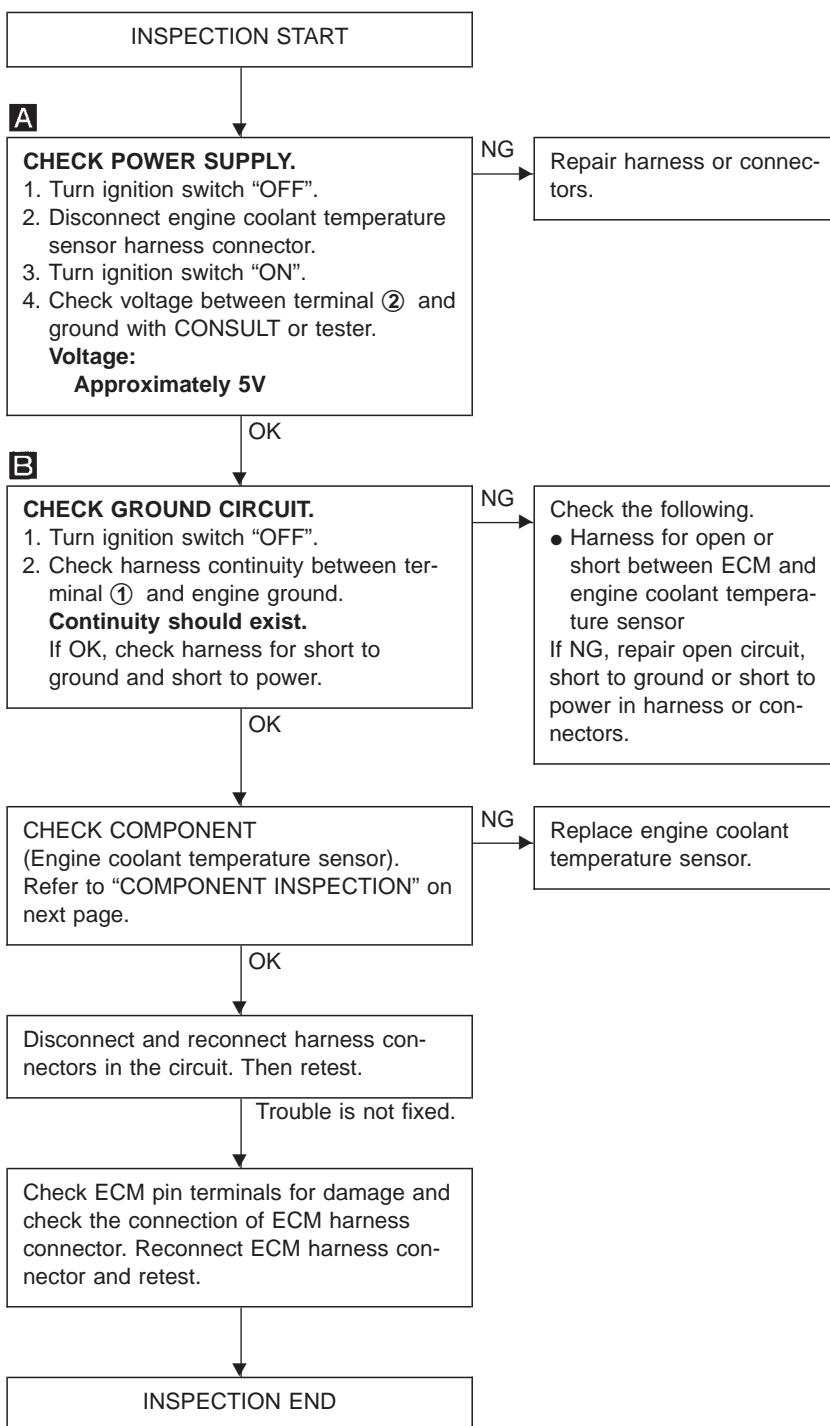 INSPECTION START
A
CHECK POWER SUPPLY.
1. Turn ignition switch “OFF”.
2. Disconnect engine coolant temperature
sensor harness connector.
3. Turn ignition switch “ON”.
4. Check voltage between terminal ② and
ground with CONSULT or tester.
Voltage:
Approximately 5V
NG
Repair harness or connec-
tors.
OK
B
CHECK GROUND CIRCUIT.
1. Turn ignition switch “OFF”.
2. Check harness continuity between ter-
minal ① and engine ground.
Continuity should exist.
If OK, check harness for short to
ground and short to power.
NG
Check the following.
● Harness for open or
short between ECM and
engine coolant tempera-
ture sensor
If NG, repair open circuit,
short to ground or short to
power in harness or con-
nectors.
OK
CHECK COMPONENT
(Engine coolant temperature sensor).
Refer to “COMPONENT INSPECTION” on
next page.
NG
Replace engine coolant
temperature sensor.
OK
Disconnect and reconnect harness con-
nectors in the circuit. Then retest.
Trouble is not fixed.
Check ECM pin terminals for damage and
check the connection of ECM harness
connector. Reconnect ECM harness con-
nector and retest.
INSPECTION END